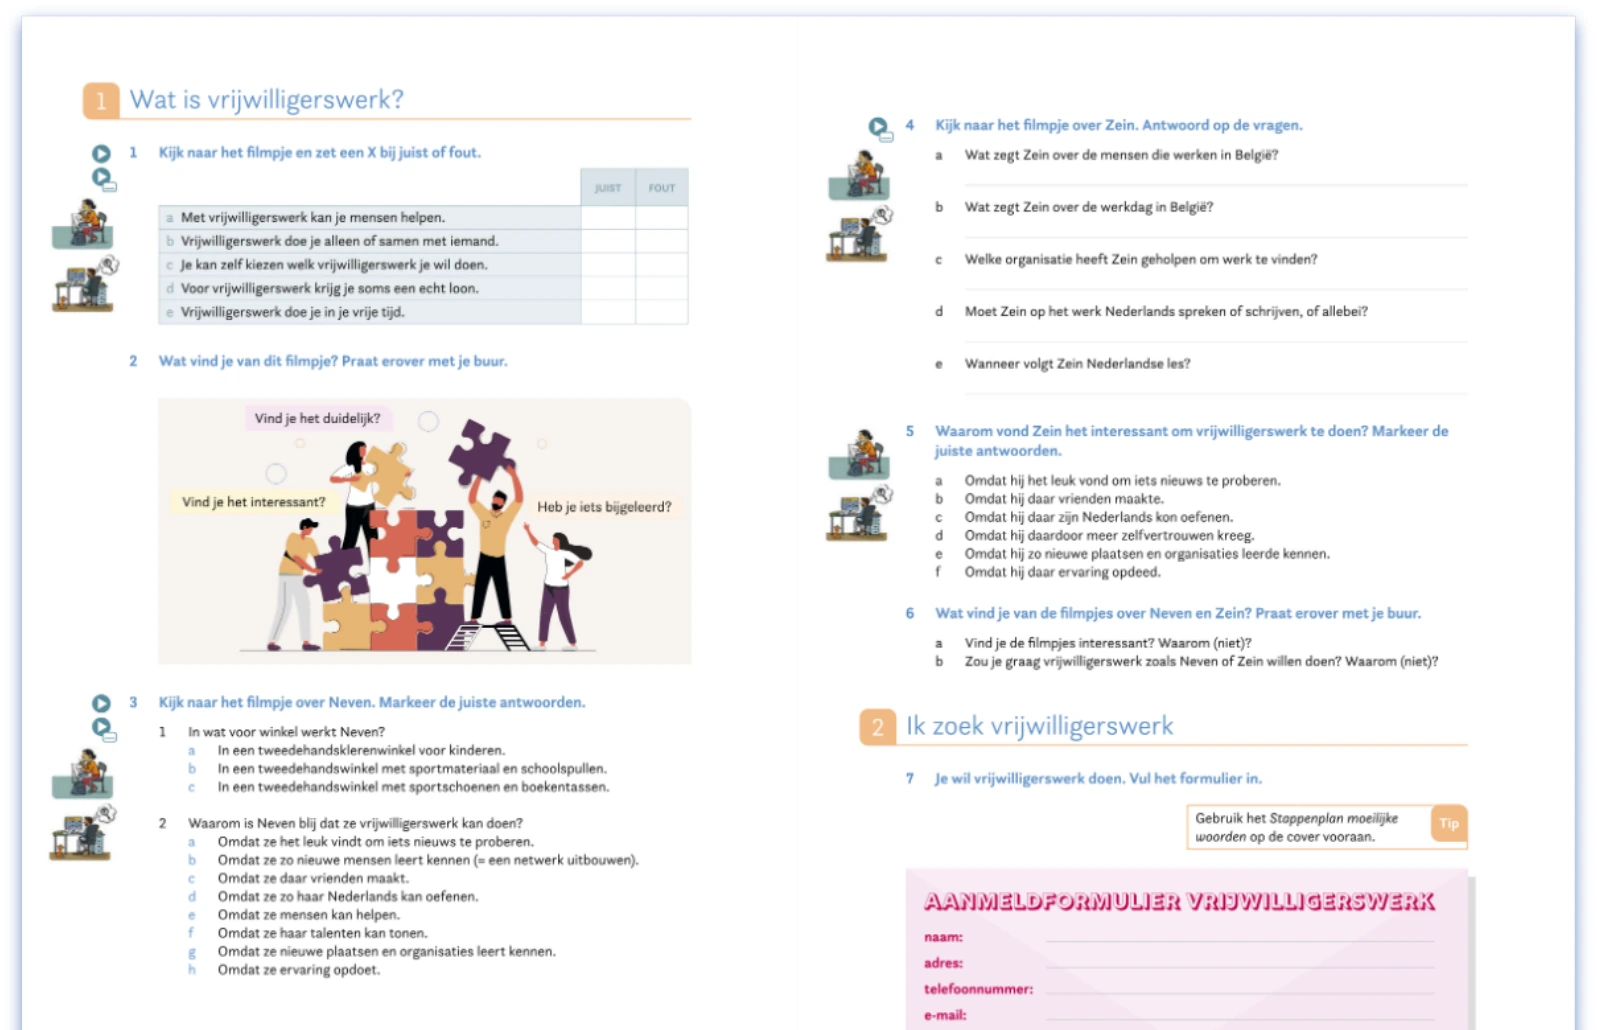 1 Wat is vrijwilligerswerk?
1 Kijk naar het filmpje en zet een X bij juist of fout.
JUIST FOUT
a Met vrijwilligerswerk kan je mensen helpen.
b Vrijwilligerswerk doe je alleen of samen met iemand.
c Je kan zelf kiezen welk vrijwilligerswerk je wil doen.
d Voor vrijwilligerswerk krijg je soms een echt loon.
e Vrijwilligerswerk doe je in je vrije tijd.
2 Wat vind je van dit filmpje? Praat erover met je buur.
Vind je het duidelijk?
Vind je het interessant?
Heb je iets bijgeleerd?
3 Kijk naar het filmpje over Neven. Markeer de juiste antwoorden.
1 In wat voor winkel werkt Neven?
a In een tweedehandsklerenwinkel voor kinderen.
b In een tweedehandswinkel met sportmateriaal en schoolspullen.
c In een tweedehandswinkel met sportschoenen en boekentassen.
2 Waarom is Neven blij dat ze vrijwilligerswerk kan doen?
a Omdat ze het leuk vindt om iets nieuws te proberen.
b Omdat ze zo nieuwe mensen leert kennen (= een netwerk uitbouwen).
c Omdat ze daar vrienden maakt.
d Omdat ze zo haar Nederlands kan oefenen.
e Omdat ze mensen kan helpen.
f Omdat ze haar talenten kan tonen.
g Omdat ze nieuwe plaatsen en organisaties leert kennen.
h Omdat ze ervaring opdoet.
4 Kijk naar het filmpje over Zein. Antwoord op de vragen.
a Wat zegt Zein over de mensen die werken in België?
b Wat zegt Zein over de werkdag in België?
c Welke organisatie heeft Zein geholpen om werk te vinden?
d Moet Zein op het werk Nederlands spreken of schrijven, of allebei?
e Wanneer volgt Zein Nederlandse les?
5 Waarom vond Zein het interessant om vrijwilligerswerk te doen? Markeer de
juiste antwoorden.
a Omdat hij het leuk vond om iets nieuws te proberen.
b Omdat hij daar vrienden maakte.
c Omdat hij daar zijn Nederlands kon oefenen.
d Omdat hij daardoor meer zelfvertrouwen kreeg.
e Omdat hij zo nieuwe plaatsen en organisaties leerde kennen.
f Omdat hij daar ervaring opdeed.
6 Wat vind je van de filmpjes over Neven en Zein? Praat erover met je buur.
a Vind je de filmpjes interessant? Waarom (niet)?
b Zou je graag vrijwilligerswerk zoals Neven of Zein willen doen? Waarom (niet)?
2 Ik zoek vrijwilligerswerk
7 Je wil vrijwilligerswerk doen. Vul het formulier in.
Gebruik het Stappenplan moeilijke
woorden op de cover vooraan.
Tip
AANMELDFORMULIER VRIJWILLIGERSWERK
naam:
adres:
telefoonnummer:
e-mail: